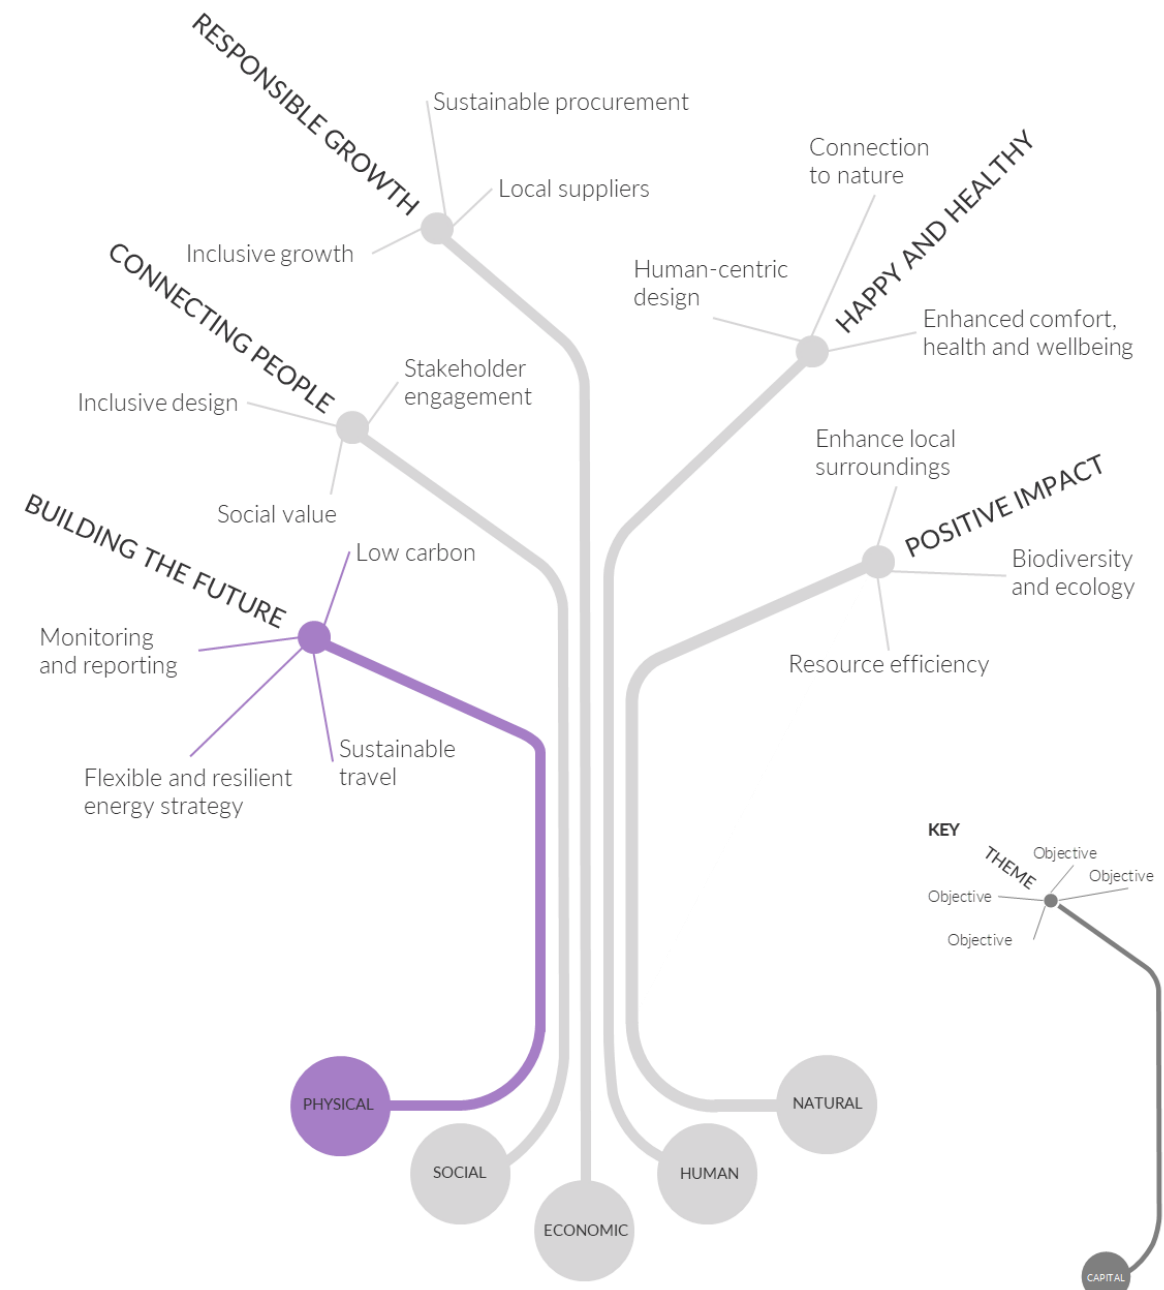 RESPONSIBLE GROWTH
Sustainable procurement
Local suppliers
Inclusive growth
CONNECTING PEOPLE
Stakeholder
engagement
Inclusive design
Social value
BUILDING THE FUTURE
Low carbon
Monitoring
and reporting
Flexible and resilient
energy strategy
Sustainable
travel
HAPPY AND HEALTHY
Connection
to nature
Human-centric
design
Enhanced comfort,
health and wellbeing
POSITIVE IMPACT
Enhance local
surroundings
Biodiversity
and ecology
Resource efficiency
PHYSICAL
SOCIAL
ECONOMIC
HUMAN
NATURAL
KEY
THEME
Objective
Objective
Objective
Objective
CAPITAL